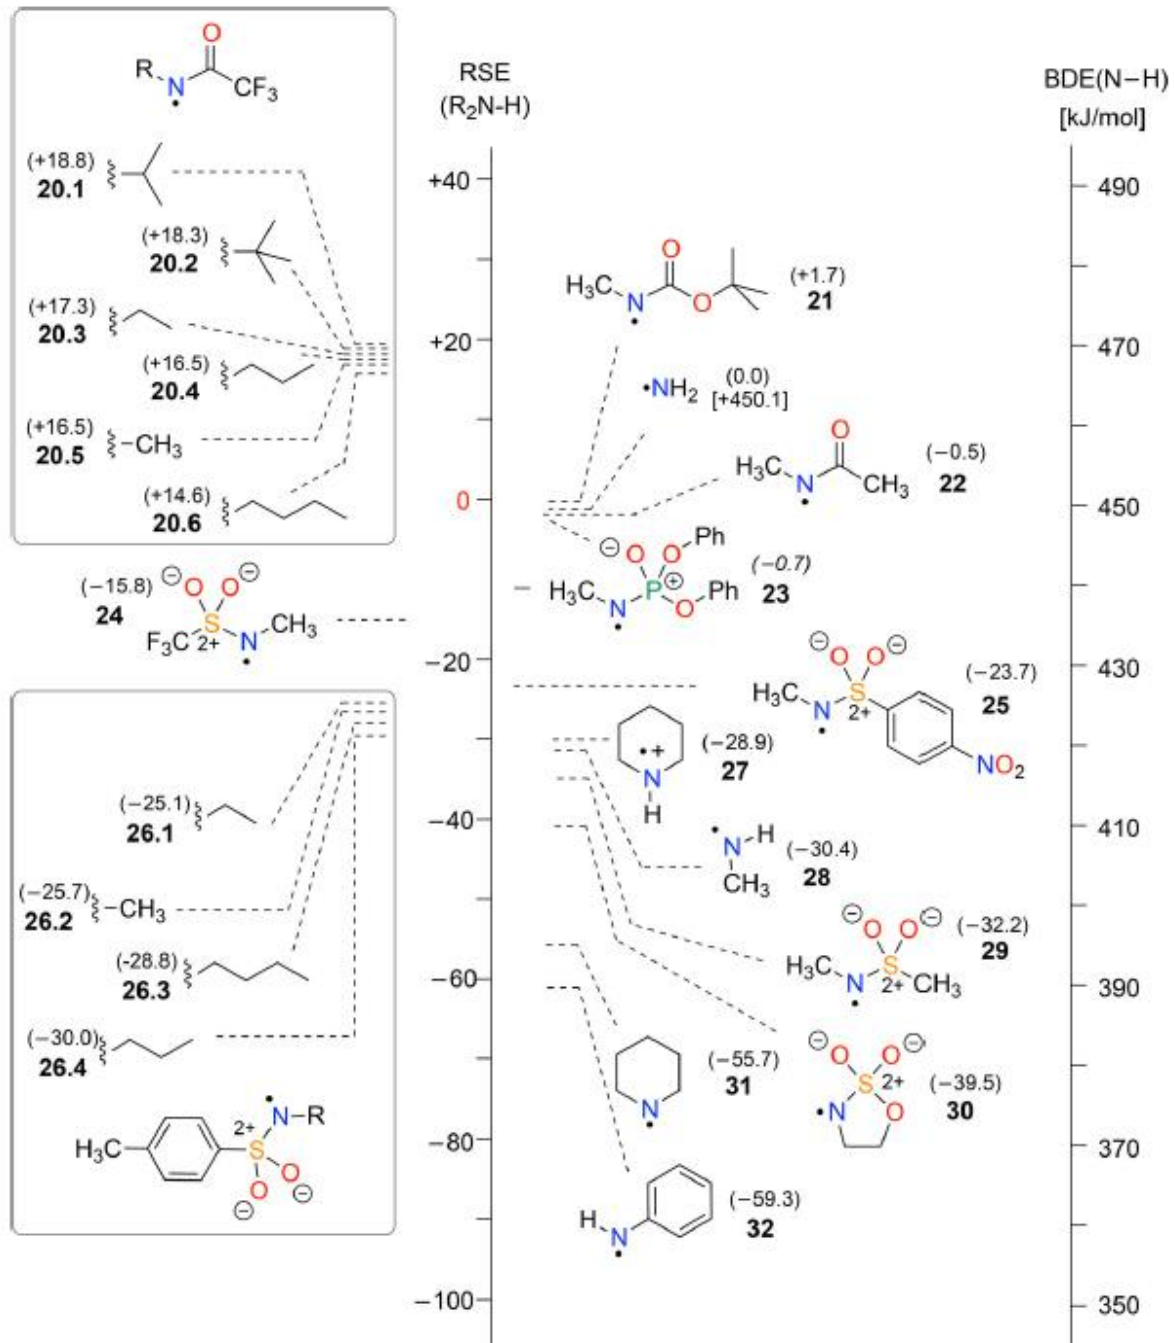 O
R
N
•
CF₃
RSE
(R₂N-H)
BDE(N−H)
[kJ/mol]
(+18.8)
20.1
(+18.3)
20.2
(+17.3)
20.3
(+16.5)
20.4
(+16.5)
20.5
CH₃
(+14.6)
20.6
+40
+20
0
−20
−40
−60
−80
−100
490
470
450
430
410
390
370
350
O
H₃C
N
•
O
(+1.7)
21
•NH₂
(0.0)
[+450.1]
O
H₃C
N
•
CH₃
(−0.5)
22
⊖
O
O
Ph
H₃C
N
•
P
⊕
O
Ph
(−0.7)
23
(−15.8)
24
⊖
O
O
⊖
F₃C
S
2+
N
•
CH₃
⊖
O
O
⊖
H₃C
N
•
S
2+
NO₂
(−23.7)
25
(−25.1)
26.1
(−25.7)
26.2
CH₃
(-28.8)
26.3
(−30.0)
26.4
H₃C
2+
S
•
N
R
O
⊖
O
⊖
•+
N
H
(−28.9)
27
•
N
H
CH₃
(−30.4)
28
⊖
O
O
⊖
H₃C
N
•
S
2+
CH₃
(−32.2)
29
⊖
O
O
⊖
S
2+
•
N
O
(−39.5)
30
N
•
(−55.7)
31
H
N
•
(−59.3)
32